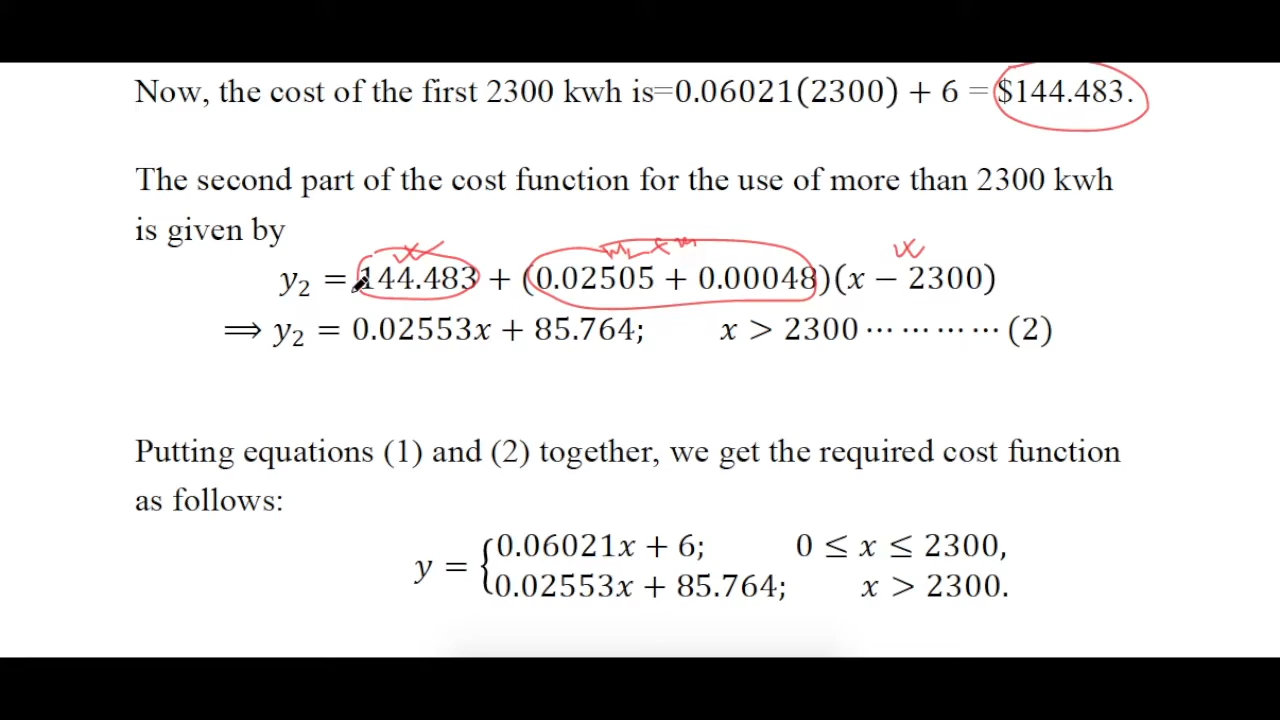 Now, the cost of the first 2300 kwh is=0.06021(2300) + 6 = $144.483.
The second part of the cost function for the use of more than 2300 kwh
is given by
y₂ = 144.483 + (0.02505 + 0.00048)(x − 2300)
⟹ y₂ = 0.02553x + 85.764; x > 2300 ⋯ ⋯ ⋯ ⋯ (2)
Putting equations (1) and (2) together, we get the required cost function
as follows:
y = {0.06021x + 6; 0 ≤ x ≤ 2300,
0.02553x + 85.764; x > 2300.